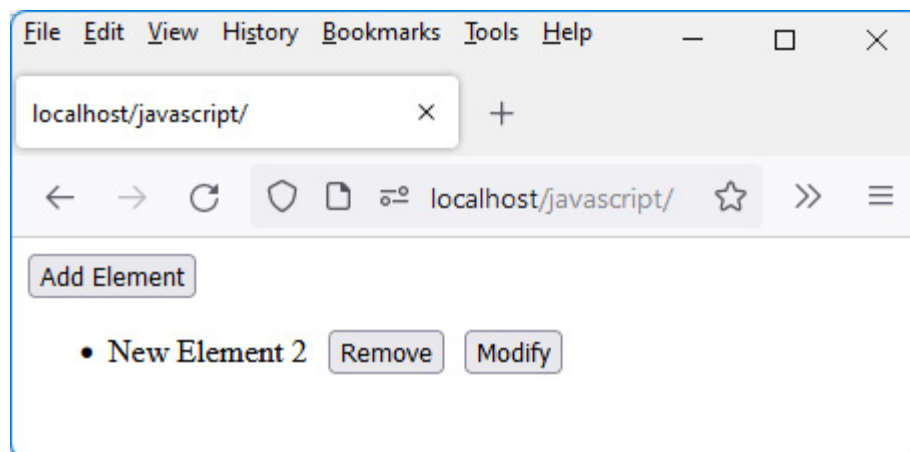 File Edit View History Bookmarks Tools Help
localhost/javascript/
localhost/javascript/
Add Element
New Element 2 Remove Modify